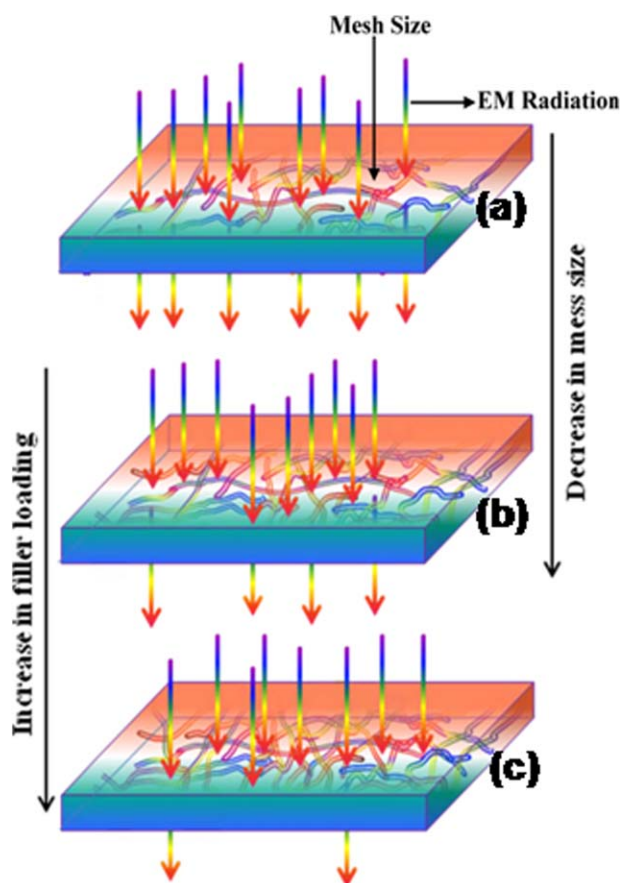 Mesh Size
EM Radiation
(a)
Decrease in mess size
(b)
Increase in filler loading
(c)